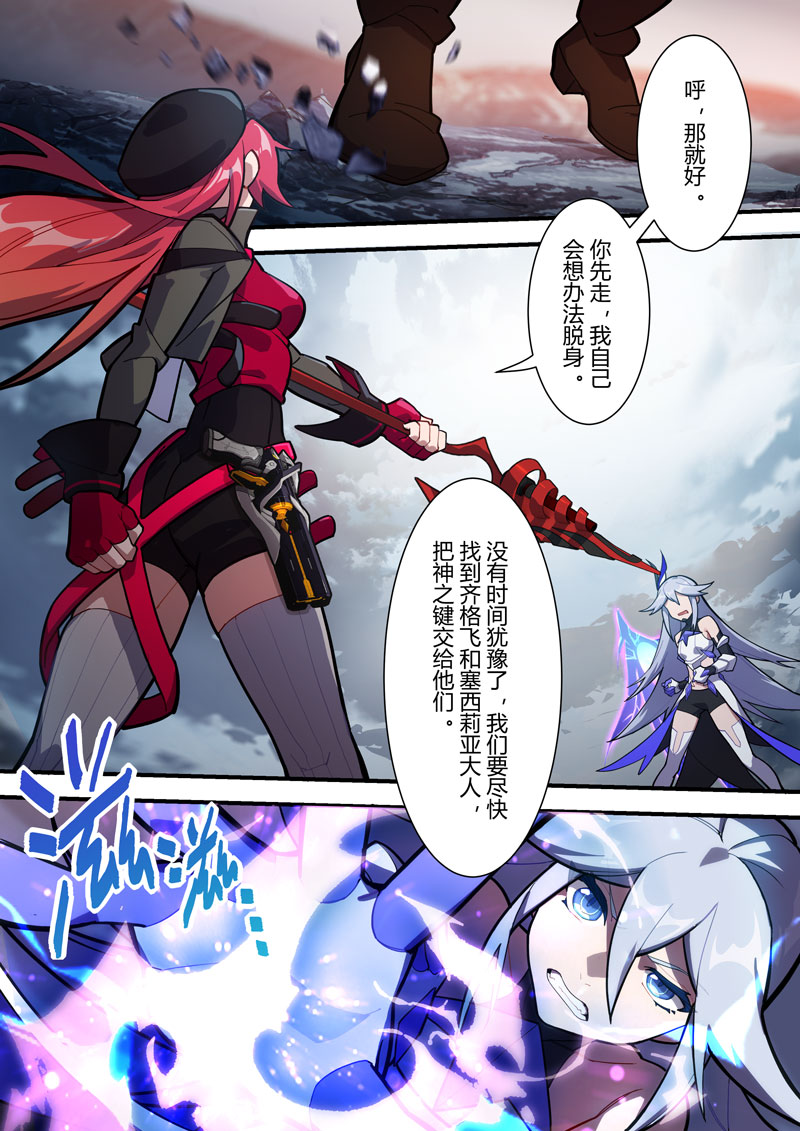 呼，那就好。
你先走，我自己
会想办法脱身。
没有时间犹豫了，我们要尽快
找到齐格飞和塞西莉亚大人，
把神之键交给他们。
滋滋